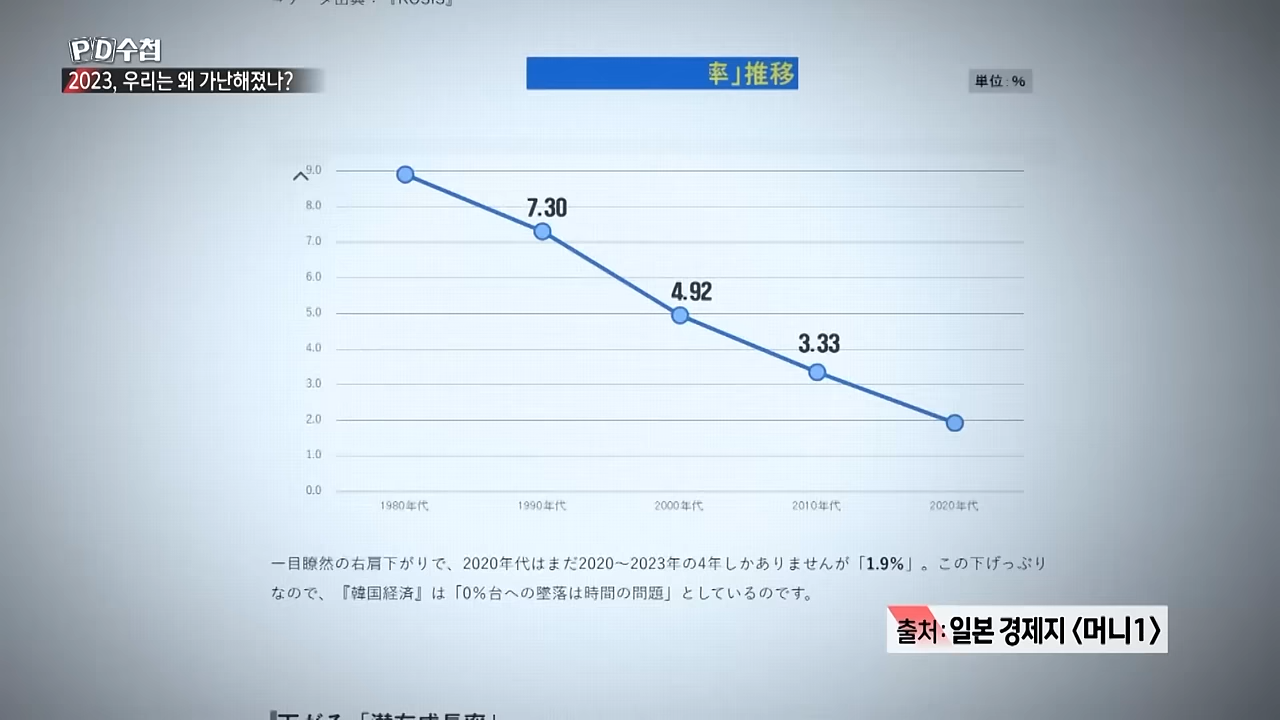 PD수첩
2023, 우리는 왜 가난해졌나?
率」推移
単位：%
9.0
8.0
7.0
6.0
5.0
4.0
3.0
2.0
1.0
0.0
7.30
4.92
3.33
1980年代
1990年代
2000年代
2010年代
2020年代
一目瞭然の右肩下がりで、2020年代はまだ2020～2023年の4年しかありませんが「1.9%」。この下げっぷり
なので、『韓国経済』は「0%台への墜落は時間の問題」としているのです。
출처: 일본 경제지 〈머니1〉